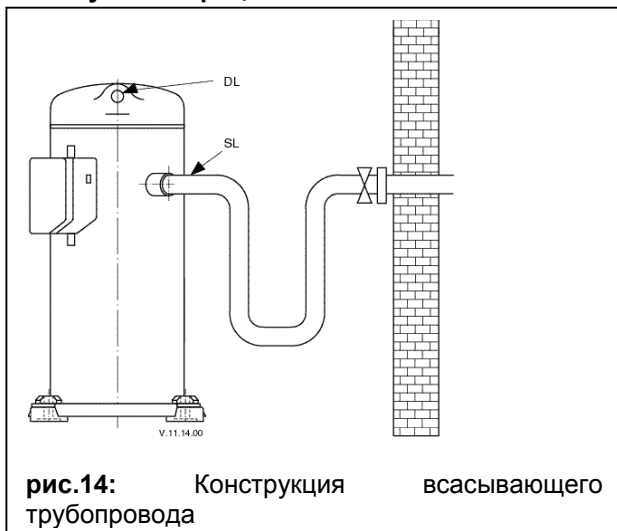 DL
SL
V.11.14.00
рис.14: Конструкция всасывающего
трубопровода